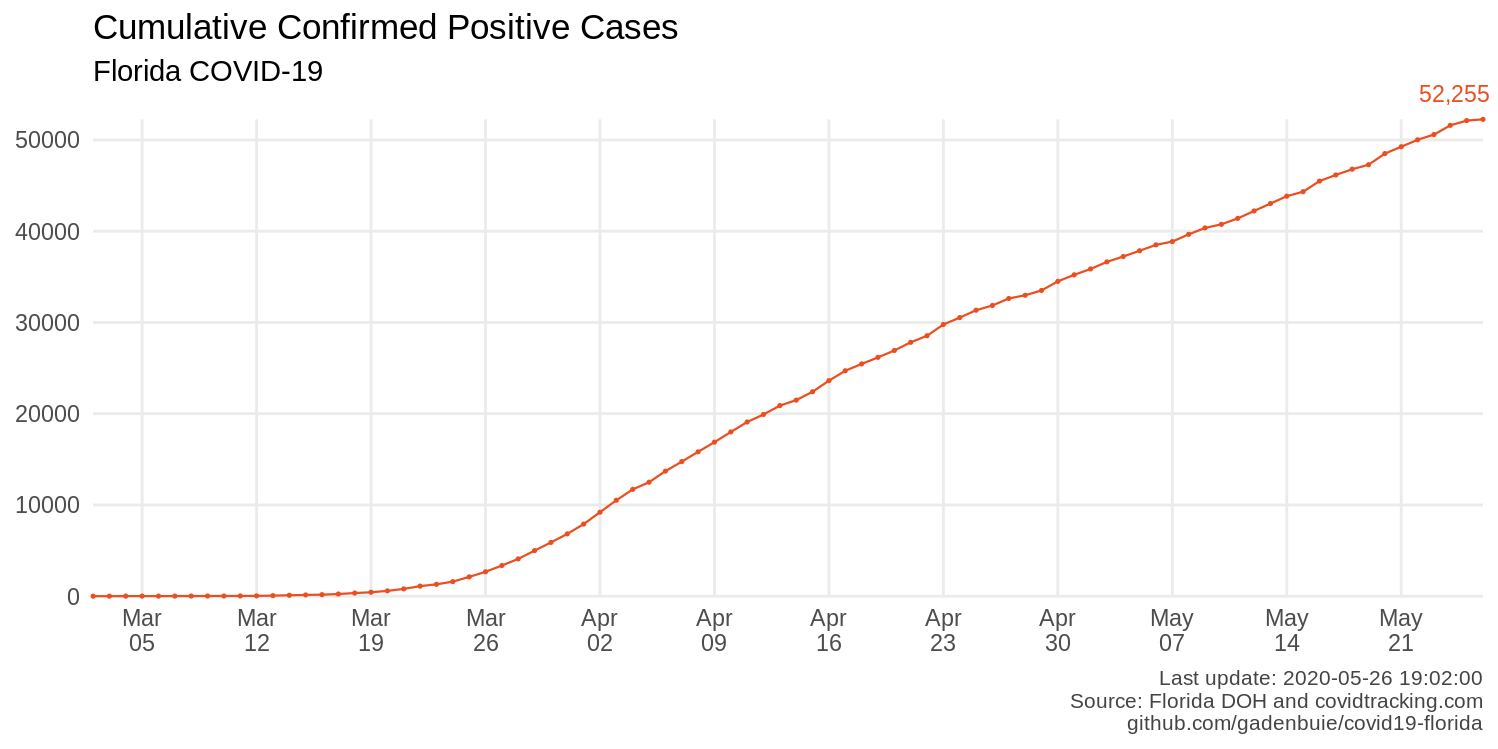 Cumulative Confirmed Positive Cases
Florida COVID-19
52,255
50000
40000
30000
20000
10000
0
Mar Mar Mar Mar Apr Apr Apr Apr Apr May May May
05 12 19 26 02 09 16 23 30 07 14 21
Last update: 2020-05-26 19:02:00
Source: Florida DOH and covidtracking.com
github.com/gadenbuie/covid19-florida